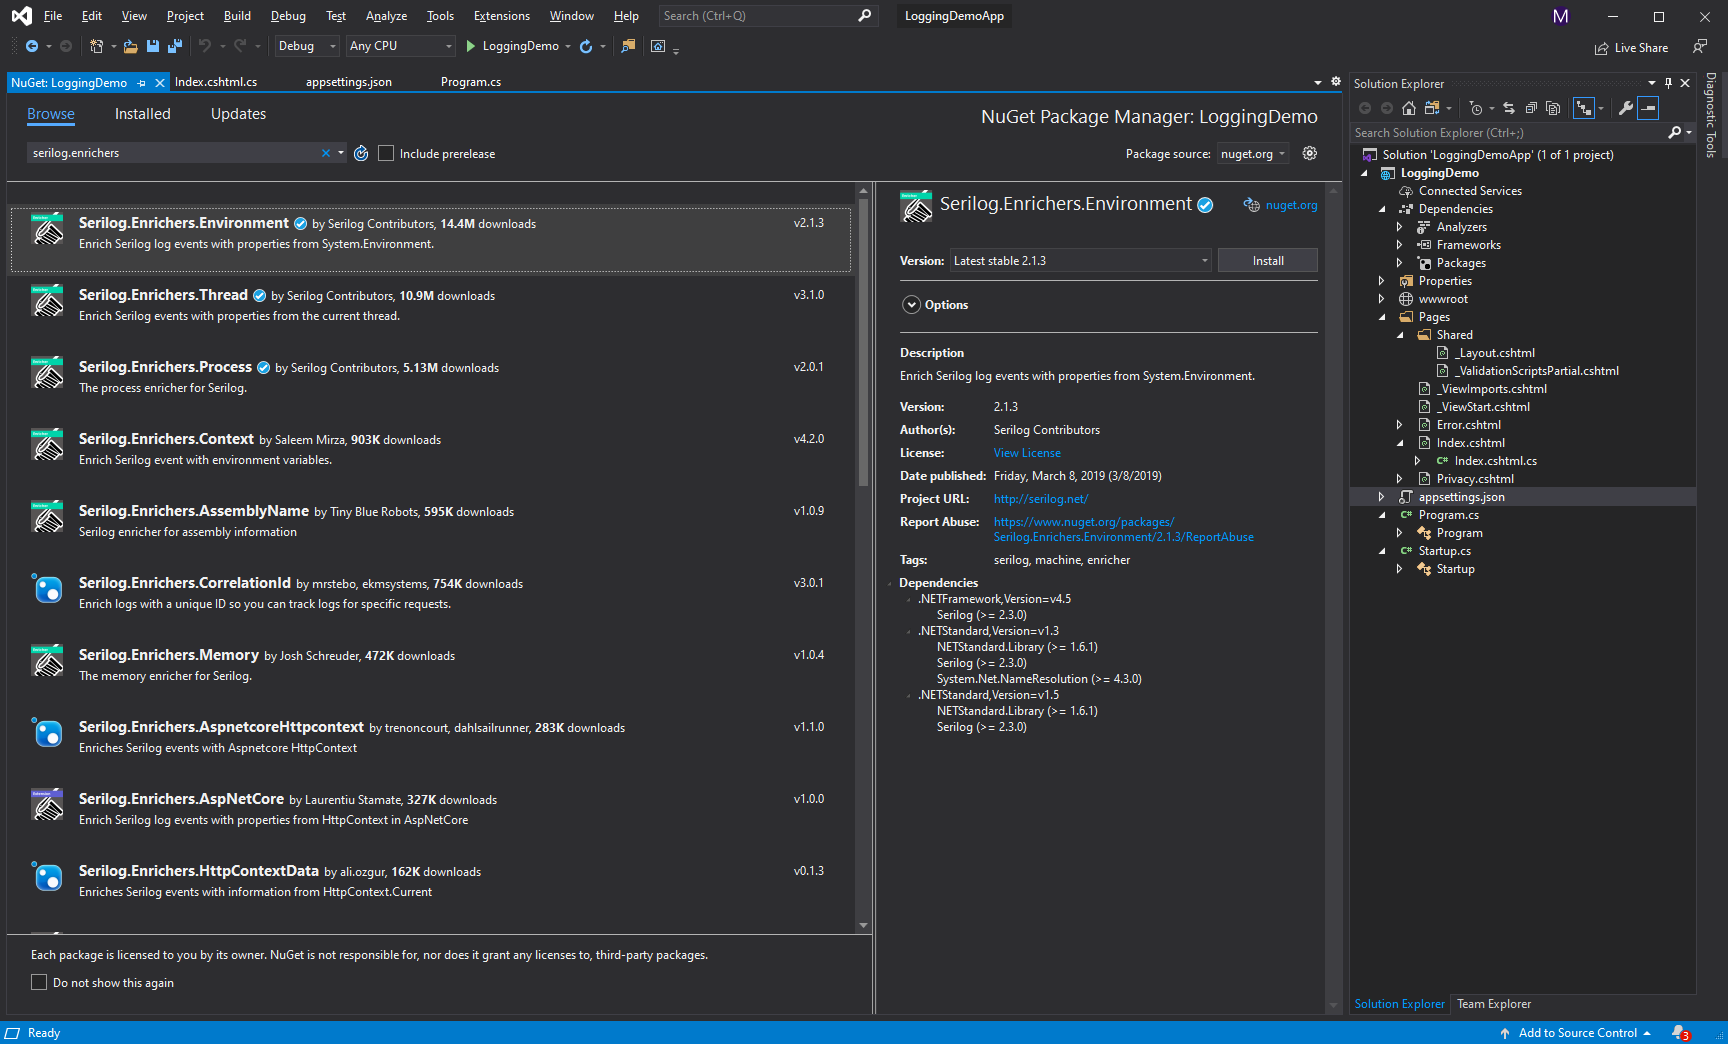 File Edit View Project Build Debug Test Analyze Tools Extensions Window Help Search (Ctrl+Q) LoggingDemoApp M
Debug Any CPU LoggingDemo Live Share
NuGet: LoggingDemo Index.cshtml.cs appsettings.json Program.cs
Browse Installed Updates
NuGet Package Manager: LoggingDemo
serilog.enrichers Include prerelease
Package source: nuget.org
Serilog.Enrichers.Environment by Serilog Contributors, 14.4M downloads v2.1.3
Enrich Serilog log events with properties from System.Environment.
Serilog.Enrichers.Thread by Serilog Contributors, 10.9M downloads v3.1.0
Enrich Serilog events with properties from the current thread.
Serilog.Enrichers.Process by Serilog Contributors, 5.13M downloads v2.0.1
The process enricher for Serilog.
Serilog.Enrichers.Context by Saleem Mirza, 903K downloads v4.2.0
Enrich Serilog event with environment variables.
Serilog.Enrichers.AssemblyName by Tiny Blue Robots, 595K downloads v1.0.9
Serilog enricher for assembly information
Serilog.Enrichers.CorrelationId by mrstebo, ekmsystems, 754K downloads v3.0.1
Enrich logs with a unique ID so you can track logs for specific requests.
Serilog.Enrichers.Memory by Josh Schreuder, 472K downloads v1.0.4
The memory enricher for Serilog.
Serilog.Enrichers.AspnetcoreHttpcontext by trenoncourt, dahlsailrunner, 283K downloads v1.1.0
Enriches Serilog events with Aspnetcore HttpContext
Serilog.Enrichers.AspNetCore by Laurentiu Stamate, 327K downloads v1.0.0
Enrich Serilog log events with properties from HttpContext in AspNetCore
Serilog.Enrichers.HttpContextData by ali.ozgur, 162K downloads v0.1.3
Enriches Serilog events with information from HttpContext.Current
Each package is licensed to you by its owner. NuGet is not responsible for, nor does it grant any licenses to, third-party packages.
Do not show this again
Serilog.Enrichers.Environment nuget.org
Version: Latest stable 2.1.3 Install
Options
Description
Enrich Serilog log events with properties from System.Environment.
Version: 2.1.3
Author(s): Serilog Contributors
License: View License
Date published: Friday, March 8, 2019 (3/8/2019)
Project URL: http://serilog.net/
Report Abuse: https://www.nuget.org/packages/
Serilog.Enrichers.Environment/2.1.3/ReportAbuse
Tags: serilog, machine, enricher
Dependencies
.NETFramework,Version=v4.5
Serilog (>= 2.3.0)
.NETStandard,Version=v1.3
NETStandard.Library (>= 1.6.1)
Serilog (>= 2.3.0)
System.Net.NameResolution (>= 4.3.0)
.NETStandard,Version=v1.5
NETStandard.Library (>= 1.6.1)
Serilog (>= 2.3.0)
Solution Explorer
Search Solution Explorer (Ctrl+;)
Solution 'LoggingDemoApp' (1 of 1 project)
LoggingDemo
Connected Services
Dependencies
Analyzers
Frameworks
Packages
Properties
wwwroot
Pages
Shared
_Layout.cshtml
_ValidationScriptsPartial.cshtml
_ViewImports.cshtml
_ViewStart.cshtml
Error.cshtml
Index.cshtml
C# Index.cshtml.cs
Privacy.cshtml
appsettings.json
C# Program.cs
Program
C# Startup.cs
Startup
Solution Explorer Team Explorer
Diagnostic Tools
Ready Add to Source Control 3